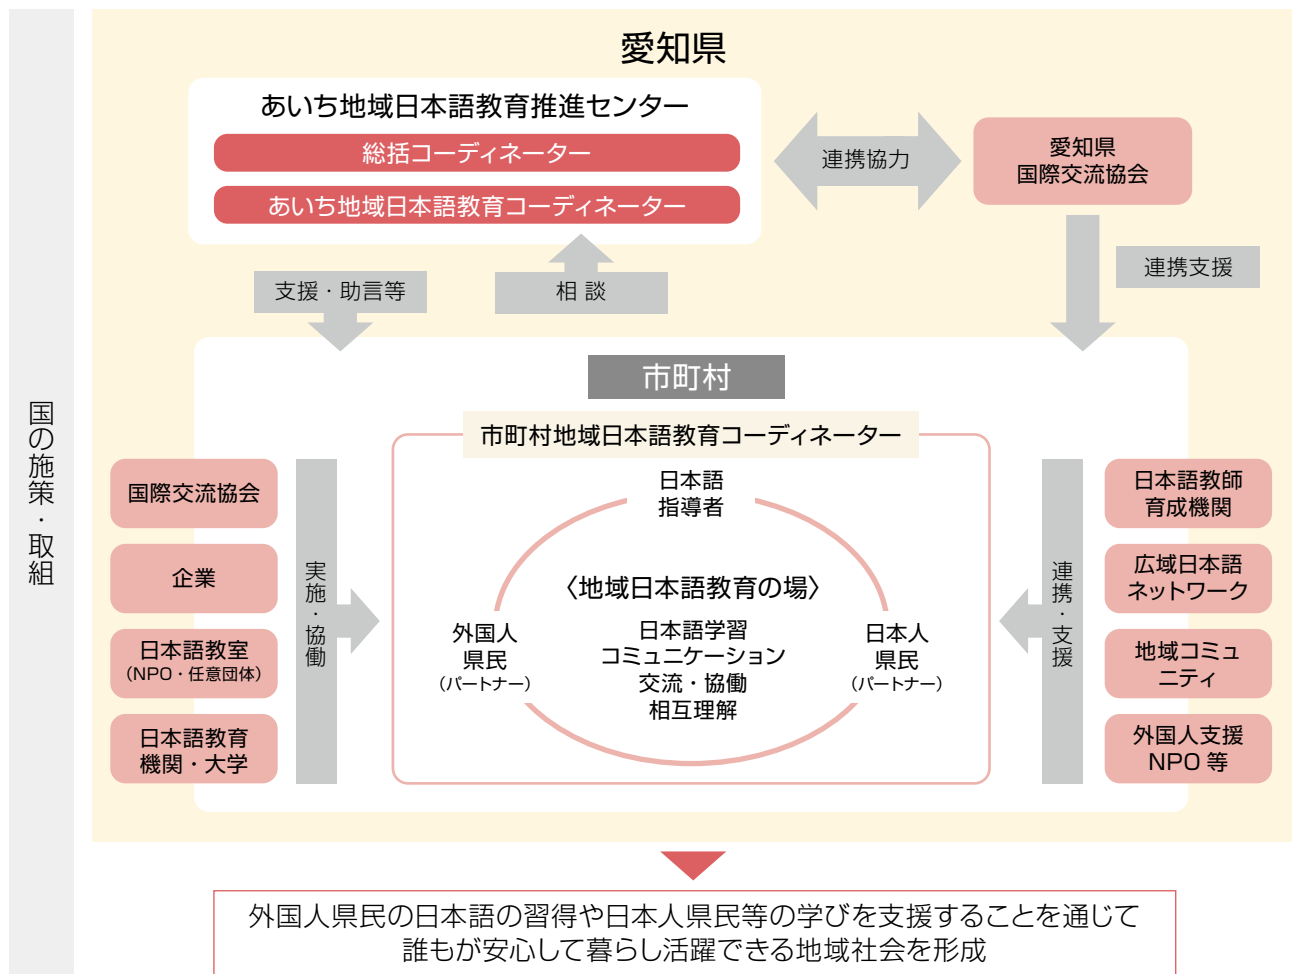 国の施策・取組
愛知県
あいち地域日本語教育推進センター
総括コーディネーター
あいち地域日本語教育コーディネーター
連携協力
愛知県
国際交流協会
支援・助言等
相 談
連携支援
市町村
市町村地域日本語教育コーディネーター
国際交流協会
企業
日本語教室
（NPO・任意団体）
日本語教育
機関・大学
実施・協働
日本語
指導者
〈地域日本語教育の場〉
日本語学習
コミュニケーション
交流・協働
相互理解
外国人
県民
（パートナー）
日本人
県民
（パートナー）
連携・支援
日本語教師
育成機関
広域日本語
ネットワーク
地域コミュ
ニティ
外国人支援
NPO 等
外国人県民の日本語の習得や日本人県民等の学びを支援することを通じて
誰もが安心して暮らし活躍できる地域社会を形成